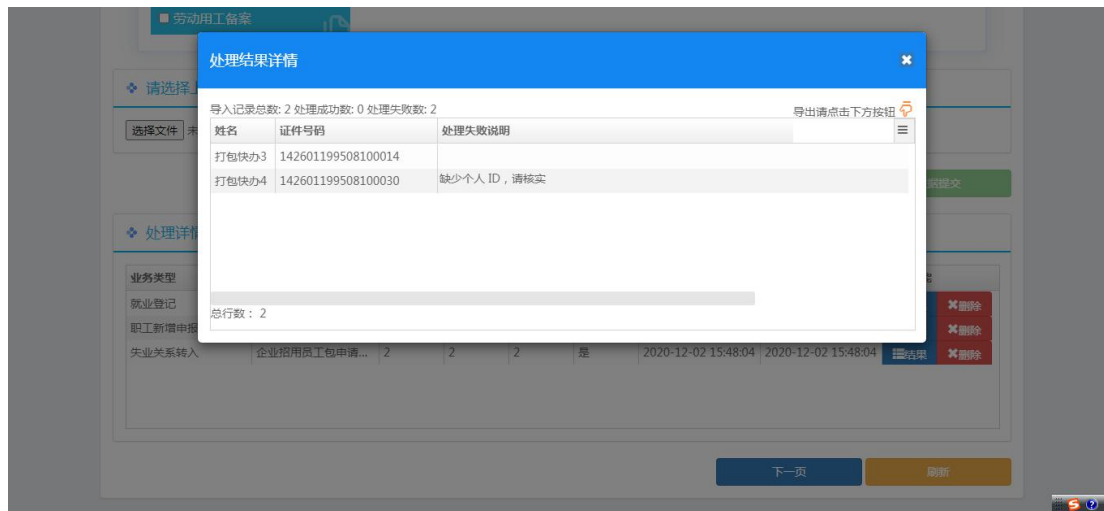 劳动用工备案
处理结果详情
请选择上
导入记录总数: 2 处理成功数: 0 处理失败数: 2
导出请点击下方按钮
选择文件 未
姓名 证件号码 处理失败说明
打包快办3 142601199508100014
打包快办4 142601199508100030 缺少个人 ID，请核实
据提交
处理详情
业务类型
就业登记 删除
总行数： 2
职工新增申报 删除
失业关系转入 企业招用员工包申请... 2 2 2 是 2020-12-02 15:48:04 2020-12-02 15:48:04 结果 删除
下一页 刷新